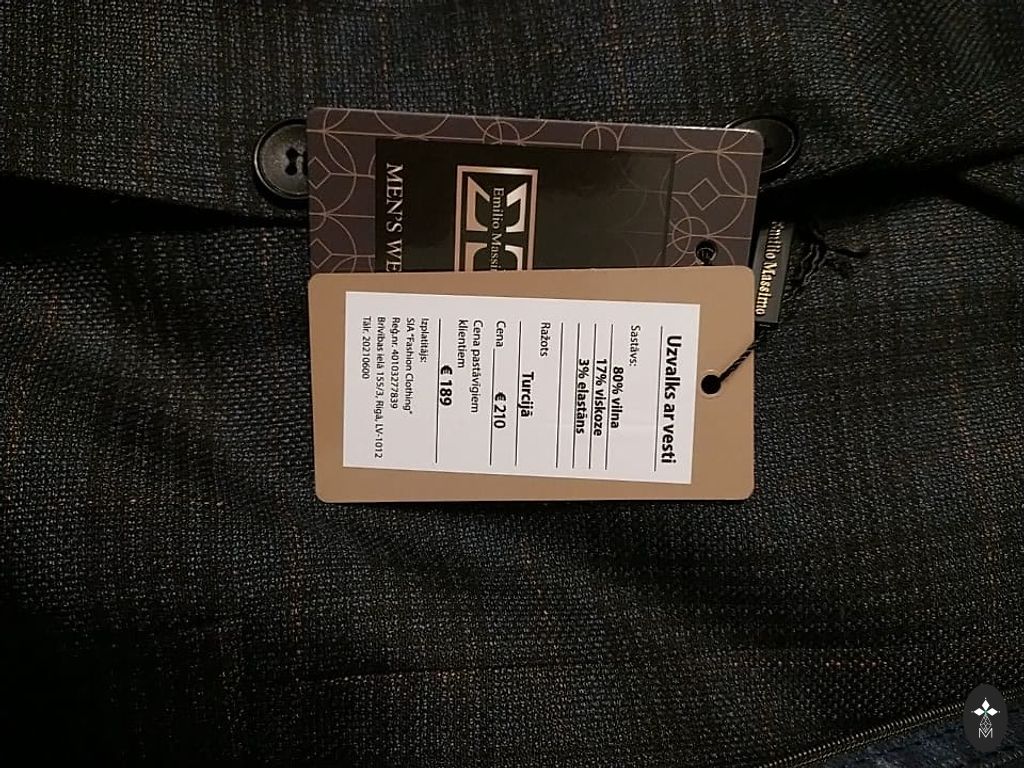 Uzvalks ar vesti
Sastāvs:
80% vilna
17% viskoze
3% elastāns
Ražots
Turcijā
Cena
€ 210
Cena pastāvīgiem
klientiem
€ 189
Izplatītājs:
SIA "Fashion Clothing"
Reģ.nr. 40103277839
Brīvības ielā 155/3, Rīgā, LV-1012
Tālr. 20210600
Emilio Massi
MEN'S WE
Emilio Massimo
M